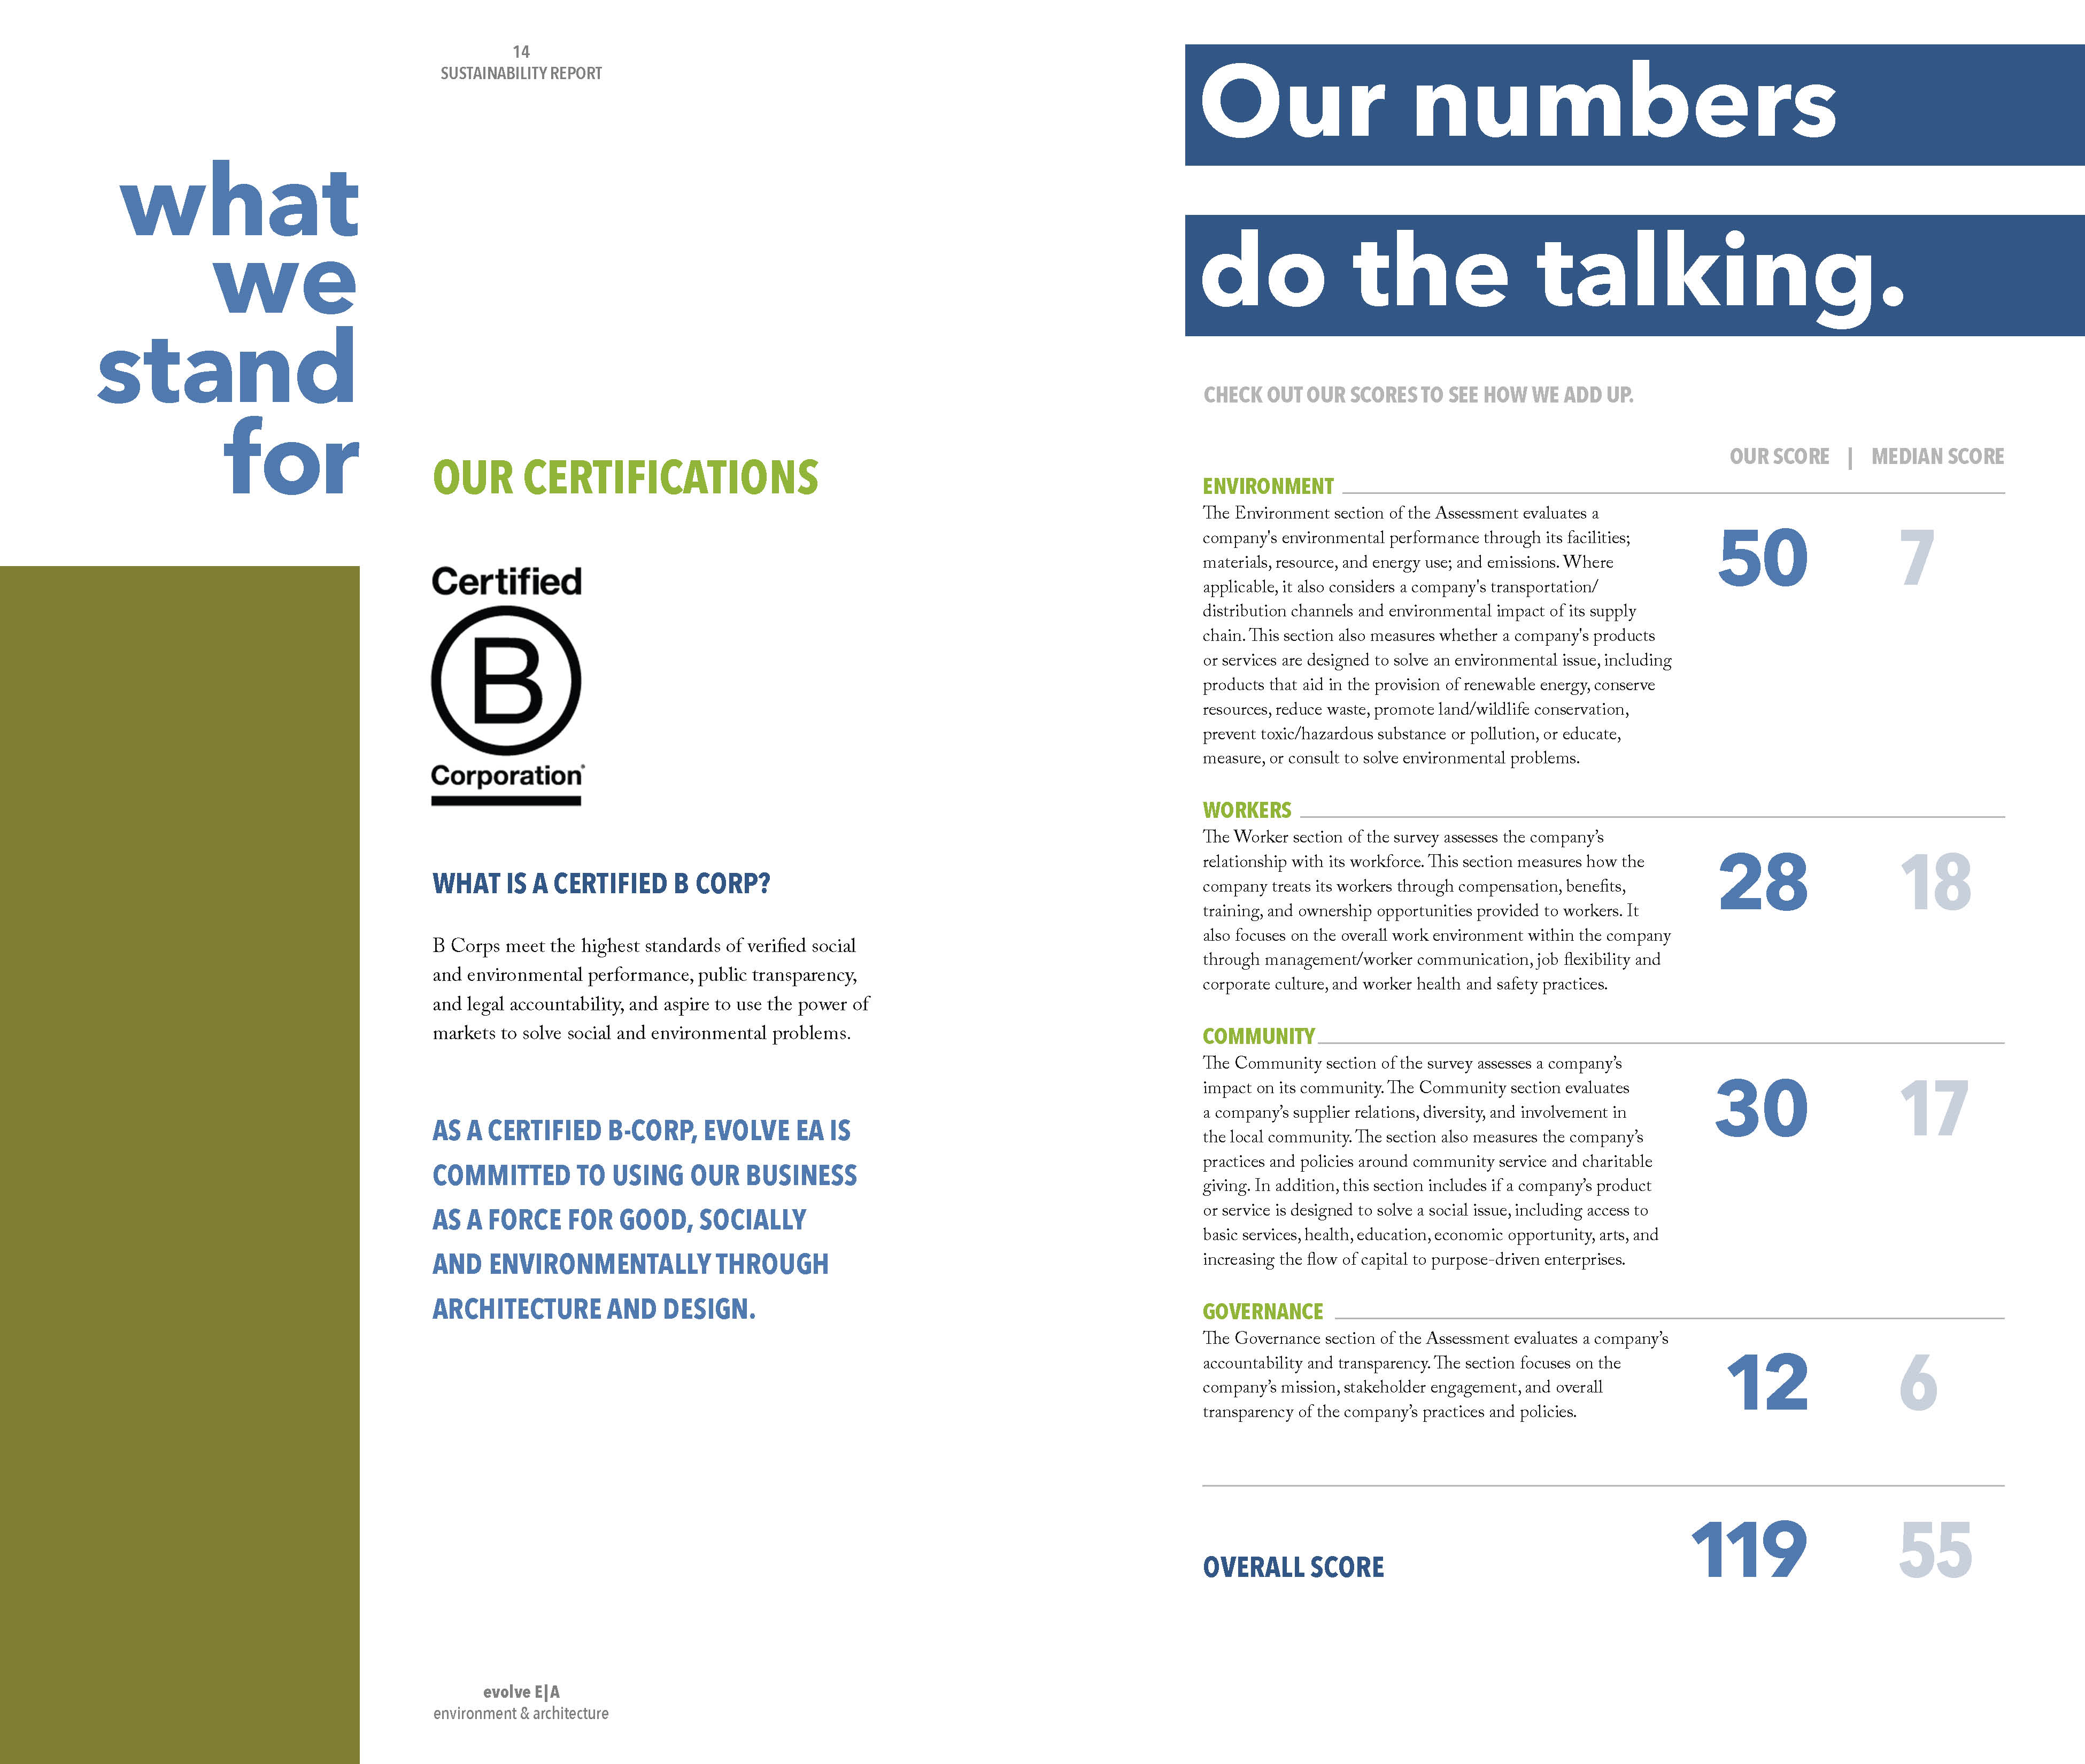 14
SUSTAINABILITY REPORT
what
we
stand
for
OUR CERTIFICATIONS
Certified
B
Corporation®
WHAT IS A CERTIFIED B CORP?
B Corps meet the highest standards of verified social
and environmental performance, public transparency,
and legal accountability, and aspire to use the power of
markets to solve social and environmental problems.
AS A CERTIFIED B-CORP, EVOLVE EA IS
COMMITTED TO USING OUR BUSINESS
AS A FORCE FOR GOOD, SOCIALLY
AND ENVIRONMENTALLY THROUGH
ARCHITECTURE AND DESIGN.
evolve E|A
environment & architecture
Our numbers
do the talking.
CHECK OUT OUR SCORES TO SEE HOW WE ADD UP.
OUR SCORE | MEDIAN SCORE
ENVIRONMENT
The Environment section of the Assessment evaluates a
company's environmental performance through its facilities;
materials, resource, and energy use; and emissions. Where
applicable, it also considers a company's transportation/
distribution channels and environmental impact of its supply
chain. This section also measures whether a company's products
or services are designed to solve an environmental issue, including
products that aid in the provision of renewable energy, conserve
resources, reduce waste, promote land/wildlife conservation,
prevent toxic/hazardous substance or pollution, or educate,
measure, or consult to solve environmental problems.
50 7
WORKERS
The Worker section of the survey assesses the company’s
relationship with its workforce. This section measures how the
company treats its workers through compensation, benefits,
training, and ownership opportunities provided to workers. It
also focuses on the overall work environment within the company
through management/worker communication, job flexibility and
corporate culture, and worker health and safety practices.
28 18
COMMUNITY
The Community section of the survey assesses a company’s
impact on its community. The Community section evaluates
a company’s supplier relations, diversity, and involvement in
the local community. The section also measures the company’s
practices and policies around community service and charitable
giving. In addition, this section includes if a company’s product
or service is designed to solve a social issue, including access to
basic services, health, education, economic opportunity, arts, and
increasing the flow of capital to purpose-driven enterprises.
30 17
GOVERNANCE
The Governance section of the Assessment evaluates a company’s
accountability and transparency. The section focuses on the
company’s mission, stakeholder engagement, and overall
transparency of the company’s practices and policies.
12 6
OVERALL SCORE 119 55